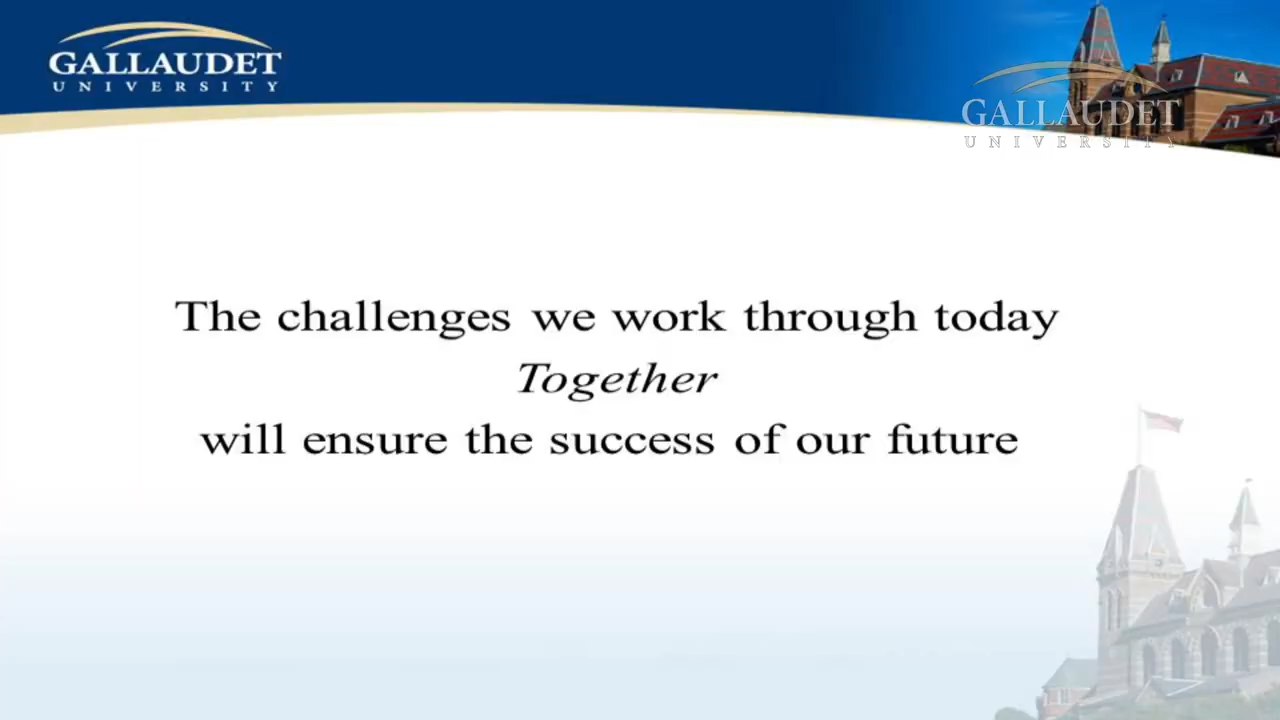 GALLAUDET
UNIVERSITY
GALLAUDET
UNIVERSITY
The challenges we work through today
Together
will ensure the success of our future